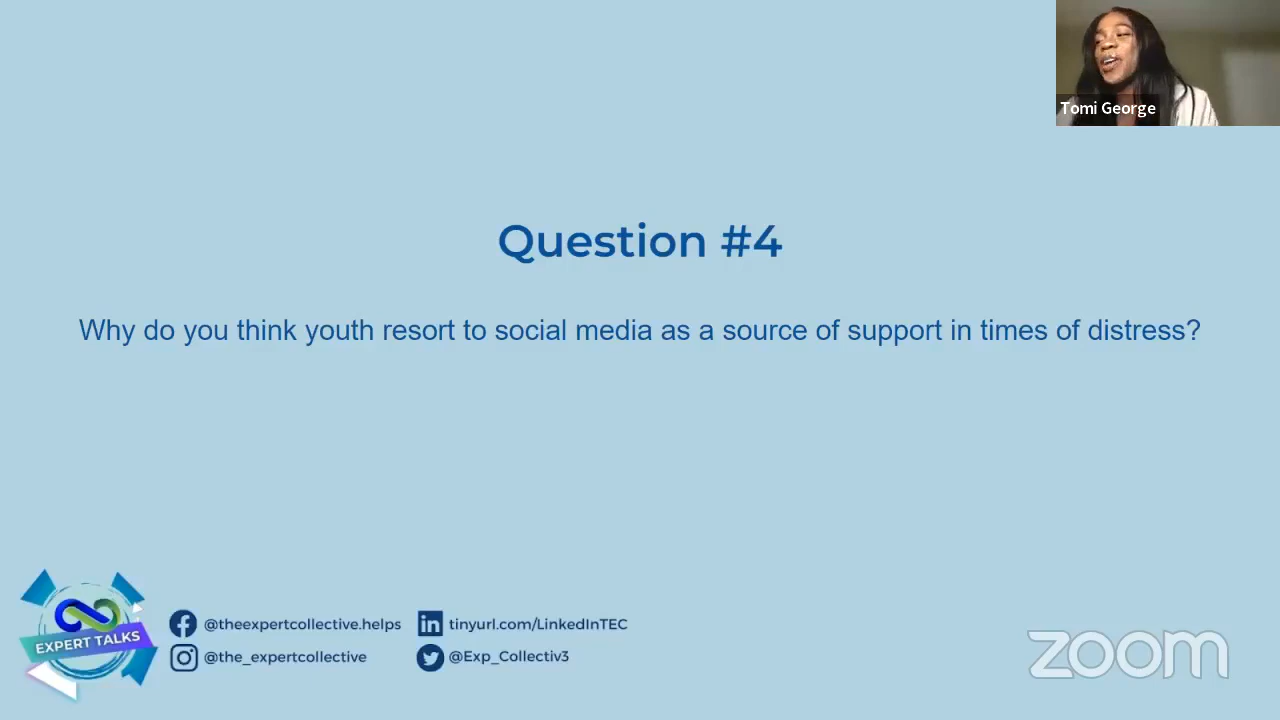 Tomi George
Question #4
Why do you think youth resort to social media as a source of support in times of distress?
EXPERT TALKS
@theexpertcollective.helps
tinyurl.com/LinkedInTEC
@the_expertcollective
@Exp_Collectiv3
zoom